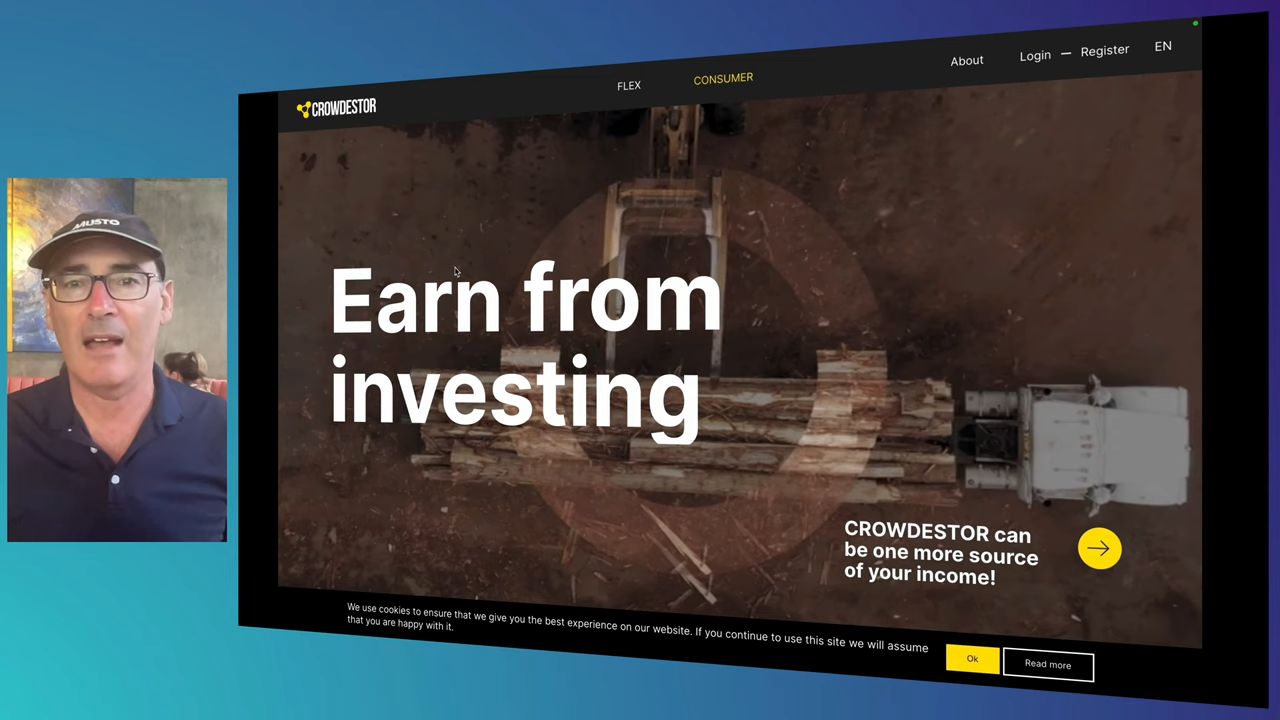 MUSTO
CROWDESTOR
FLEX
CONSUMER
About
Login — Register
EN
Earn from
investing
CROWDESTOR can
be one more source
of your income!
We use cookies to ensure that we give you the best experience on our website. If you continue to use this site we will assume
that you are happy with it.
Ok
Read more